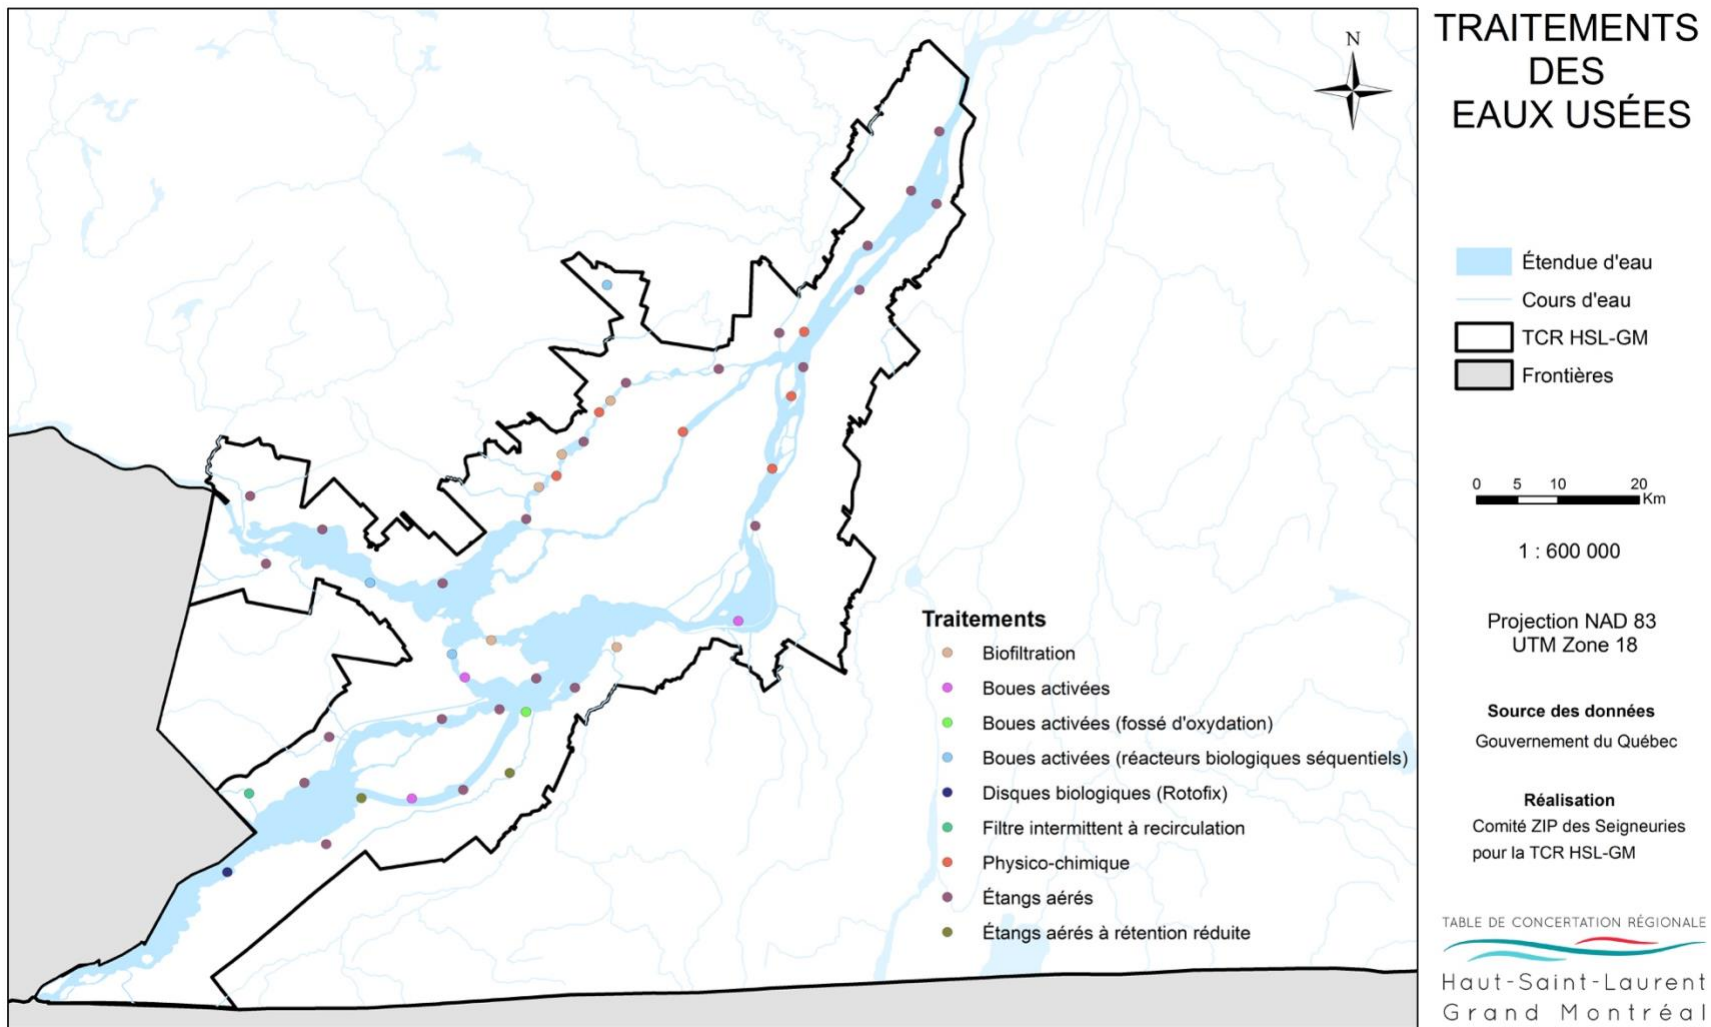 TRAITEMENTS
DES
EAUX USÉES
N
Étendue d'eau
Cours d'eau
TCR HSL-GM
Frontières
0 5 10 20
Km
1 : 600 000
Projection NAD 83
UTM Zone 18
Source des données
Gouvernement du Québec
Réalisation
Comité ZIP des Seigneuries
pour la TCR HSL-GM
TABLE DE CONCERTATION RÉGIONALE
Haut-Saint-Laurent
Grand Montréal
Traitements
Biofiltration
Boues activées
Boues activées (fossé d'oxydation)
Boues activées (réacteurs biologiques séquentiels)
Disques biologiques (Rotofix)
Filtre intermittent à recirculation
Physico-chimique
Étangs aérés
Étangs aérés à rétention réduite